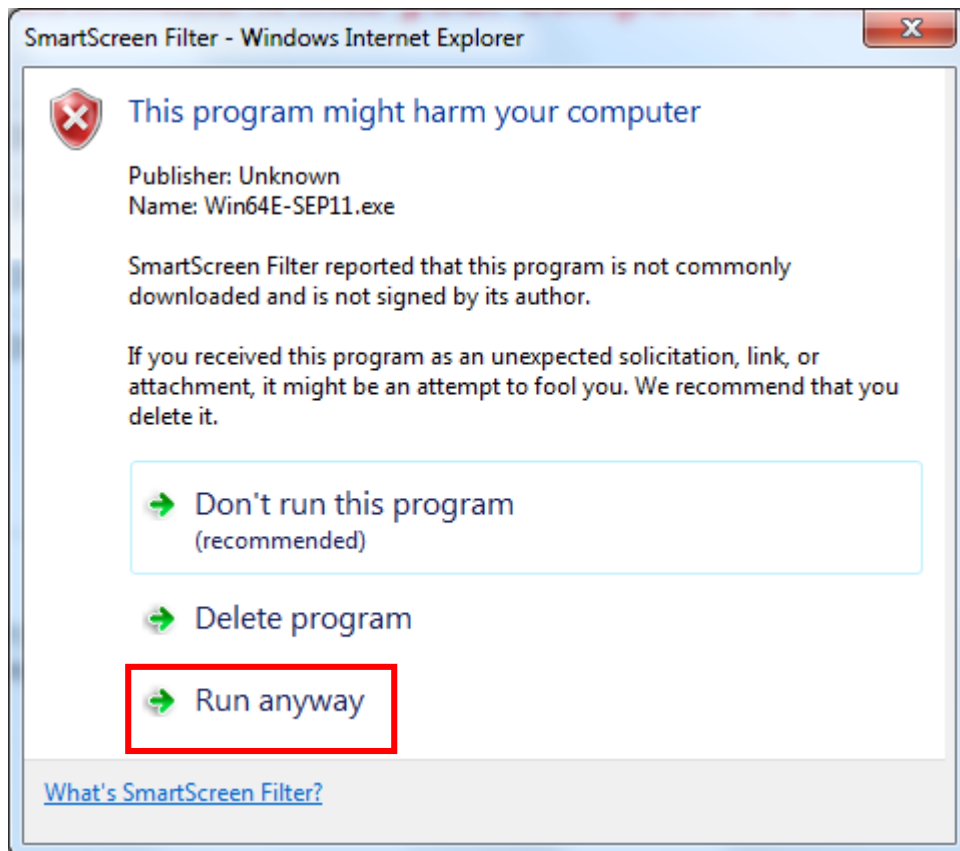 SmartScreen Filter - Windows Internet Explorer
This program might harm your computer
Publisher: Unknown
Name: Win64E-SEP11.exe
SmartScreen Filter reported that this program is not commonly
downloaded and is not signed by its author.
If you received this program as an unexpected solicitation, link, or
attachment, it might be an attempt to fool you. We recommend that you
delete it.
Don't run this program
(recommended)
Delete program
Run anyway
What's SmartScreen Filter?